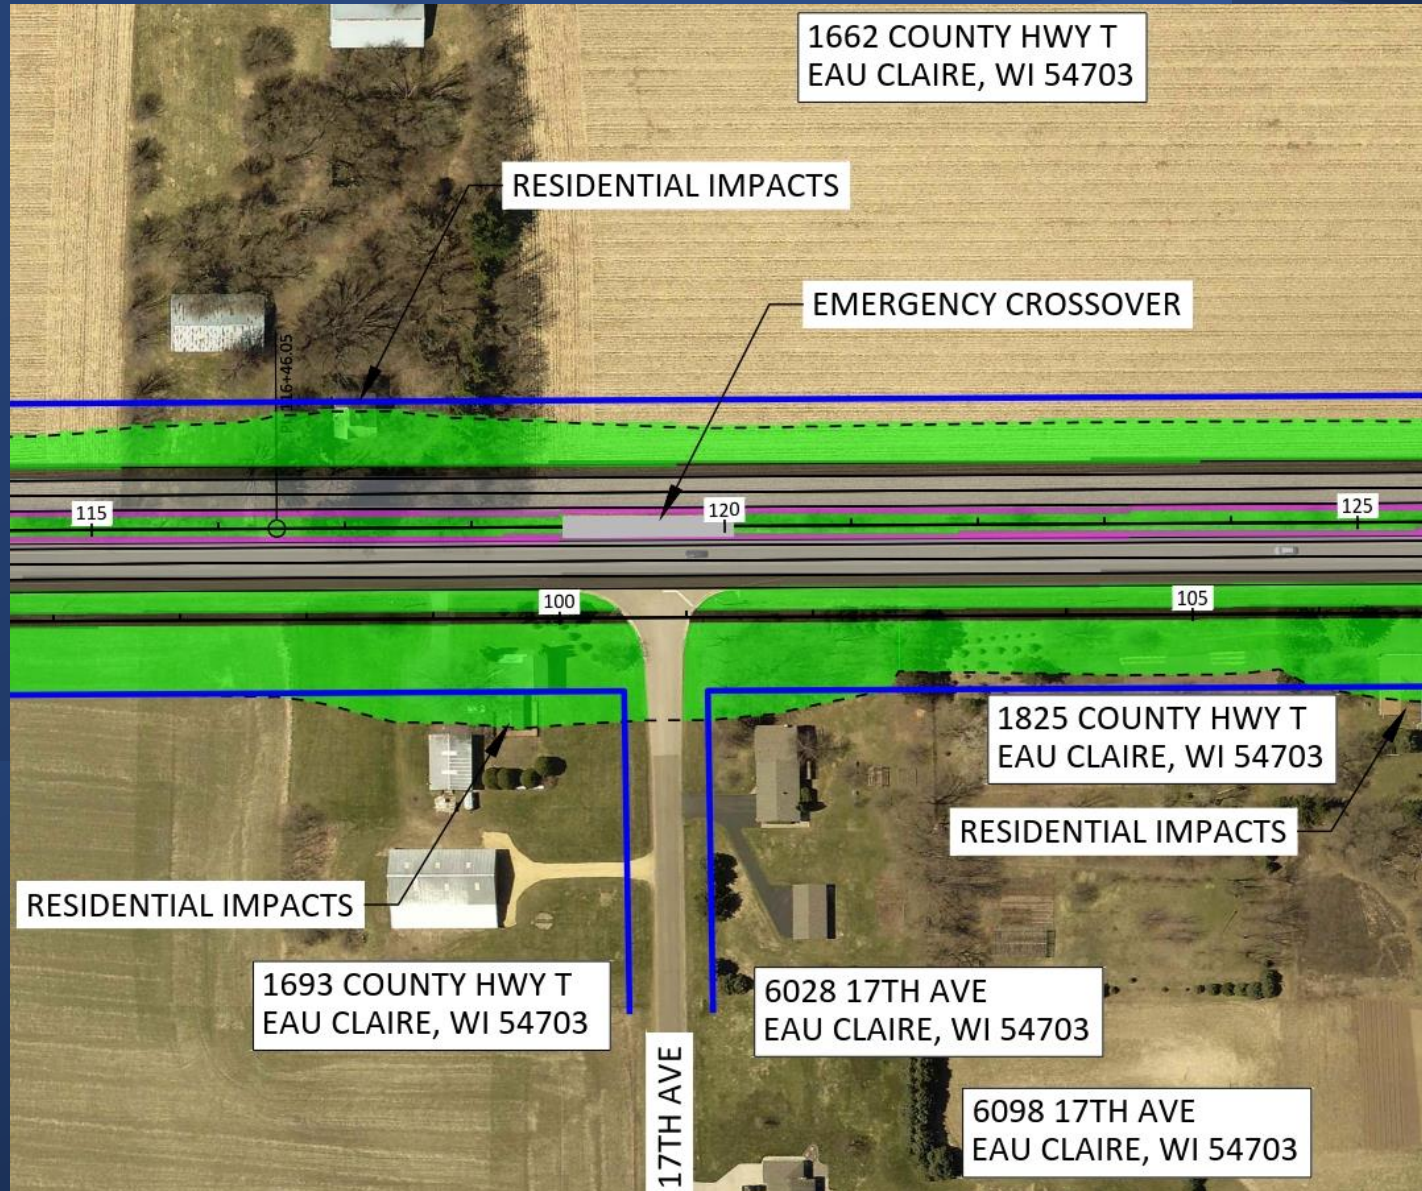 1662 COUNTY HWY T
EAU CLAIRE, WI 54703
RESIDENTIAL IMPACTS
EMERGENCY CROSSOVER
16+46.05
115
120
125
100
105
1825 COUNTY HWY T
EAU CLAIRE, WI 54703
RESIDENTIAL IMPACTS
RESIDENTIAL IMPACTS
1693 COUNTY HWY T
EAU CLAIRE, WI 54703
6028 17TH AVE
EAU CLAIRE, WI 54703
17TH AVE
6098 17TH AVE
EAU CLAIRE, WI 54703